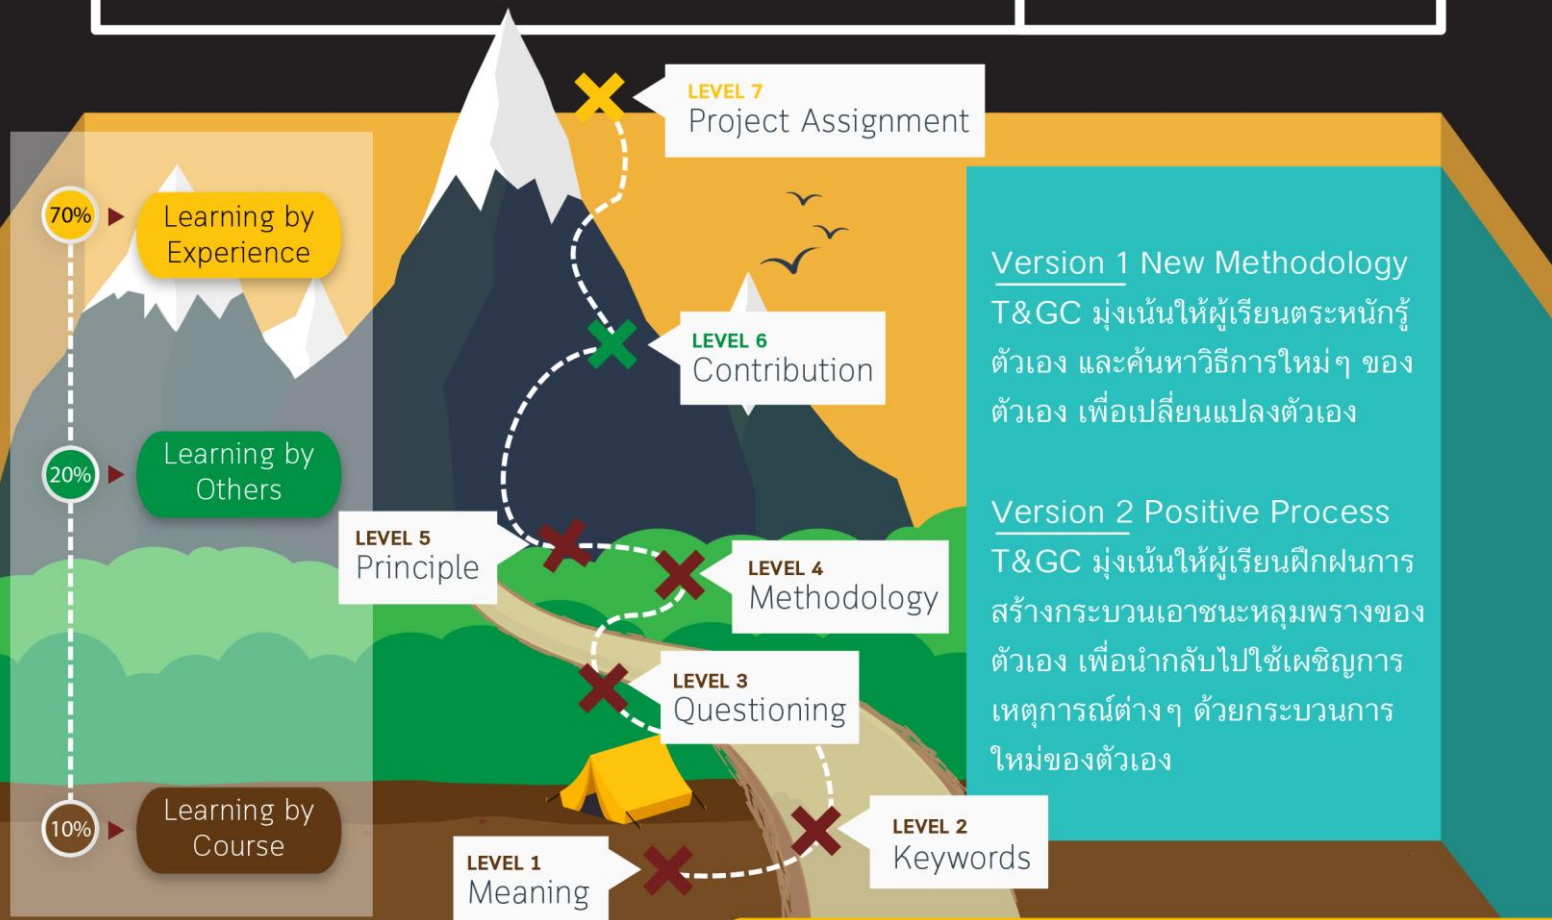 LEVEL 7
Project Assignment
70%
Learning by
Experience
LEVEL 6
Contribution
20%
Learning by
Others
LEVEL 5
Principle
LEVEL 4
Methodology
LEVEL 3
Questioning
10%
Learning by
Course
LEVEL 2
Keywords
LEVEL 1
Meaning
Version 1 New Methodology
T&GC มุ่งเน้นให้ผู้เรียนตระหนักรู้
ตัวเอง และค้นหาวิธีการใหม่ๆ ของ
ตัวเอง เพื่อเปลี่ยนแปลงตัวเอง
Version 2 Positive Process
T&GC มุ่งเน้นให้ผู้เรียนฝึกฝนการ
สร้างกระบวนเอาชนะหลุมพรางของ
ตัวเอง เพื่อนำกลับไปใช้เผชิญการ
เหตุการณ์ต่างๆ ด้วยกระบวนการ
ใหม่ของตัวเอง